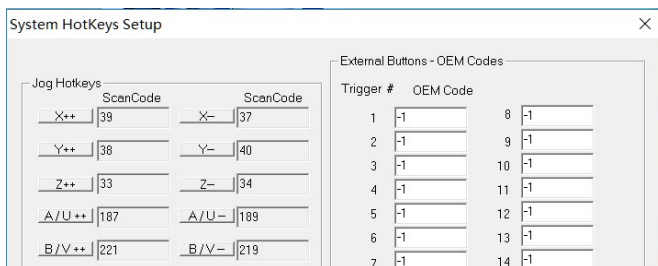 System HotKeys Setup
External Buttons - OEM Codes
Jog Hotkeys
ScanCode ScanCode
Trigger # OEM Code
X++ 39 X- 37
1 -1 8 -1
Y++ 38 Y- 40
2 -1 9 -1
3 -1 10 -1
Z++ 33 Z- 34
4 -1 11 -1
A/U++ 187 A/U- 189
5 -1 12 -1
6 -1 13 -1
B/V++ 221 B/V- 219
7 -1 14 -1